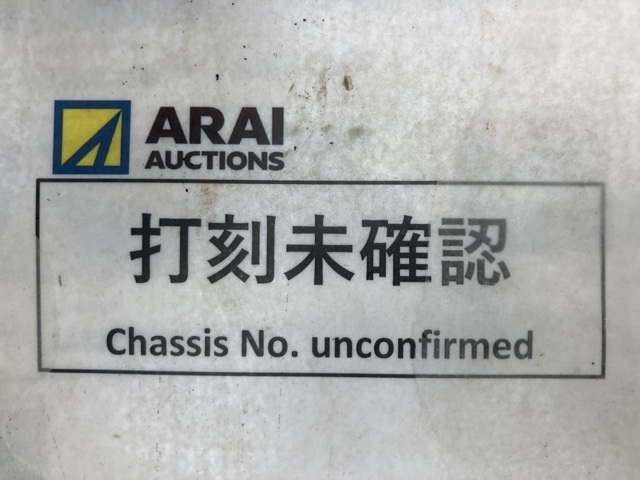 ARAI
AUCTIONS
打刻未確認
Chassis No. unconfirmed